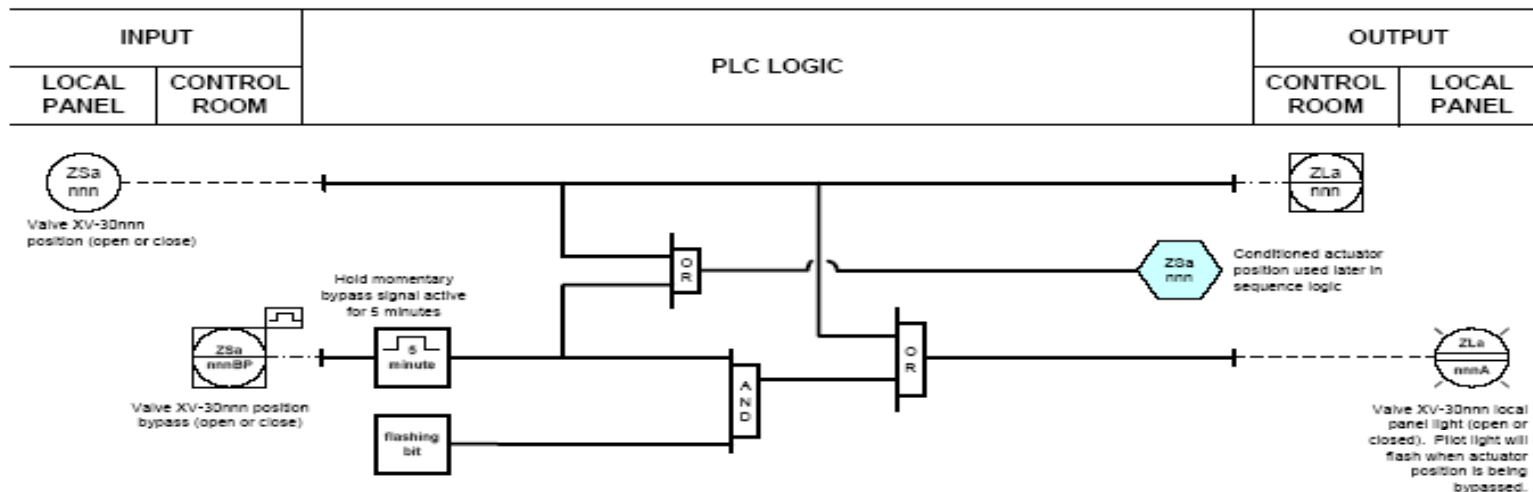 INPUT
PLC LOGIC
OUTPUT
LOCAL
PANEL
CONTROL
ROOM
CONTROL
ROOM
LOCAL
PANEL
ZSa
nnn
ZLa
nnn
Valve XV-30nnn
position (open or close)
OR
ZSa
nnn
Conditioned actuator
position used later in
sequence logic
Hold momentary
bypass signal active
for 5 minutes
ZSa
nnnBP
5
minute
OR
ZLa
nnnA
AND
Valve XV-30nnn position
bypass (open or close)
flashing
bit
Valve XV-30nnn local
panel light (open or
closed). Pilot light will
flash when actuator
position is being
bypassed.